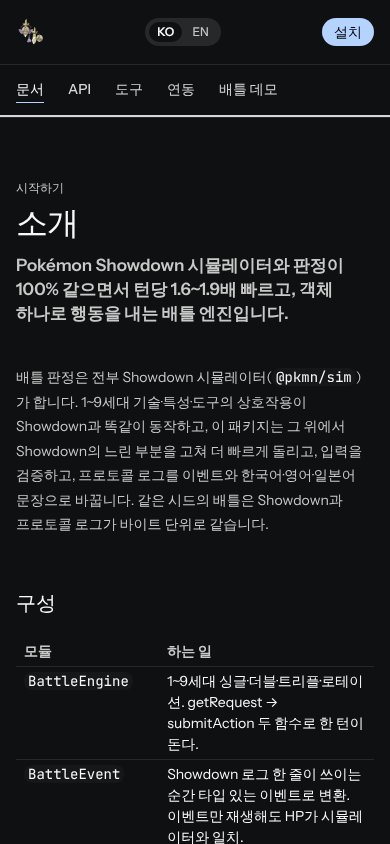 KO EN 설치
문서 API 도구 연동 배틀 데모
시작하기
소개
Pokémon Showdown 시뮬레이터와 판정이
100% 같으면서 턴당 1.6~1.9배 빠르고, 객체
하나로 행동을 내는 배틀 엔진입니다.
배틀 판정은 전부 Showdown 시뮬레이터( @pkmn/sim )
가 합니다. 1~9세대 기술·특성·도구의 상호작용이
Showdown과 똑같이 동작하고, 이 패키지는 그 위에서
Showdown의 느린 부분을 고쳐 더 빠르게 돌리고, 입력을
검증하고, 프로토콜 로그를 이벤트와 한국어·영어·일본어
문장으로 바꿉니다. 같은 시드의 배틀은 Showdown과
프로토콜 로그가 바이트 단위로 같습니다.
구성
모듈 하는 일
BattleEngine 1~9세대 싱글·더블·트리플·로테이
션. getRequest →
submitAction 두 함수로 한 턴이
돈다.
BattleEvent Showdown 로그 한 줄이 쓰이는
순간 타입 있는 이벤트로 변환.
이벤트만 재생해도 HP가 시뮬레
이터와 일치.